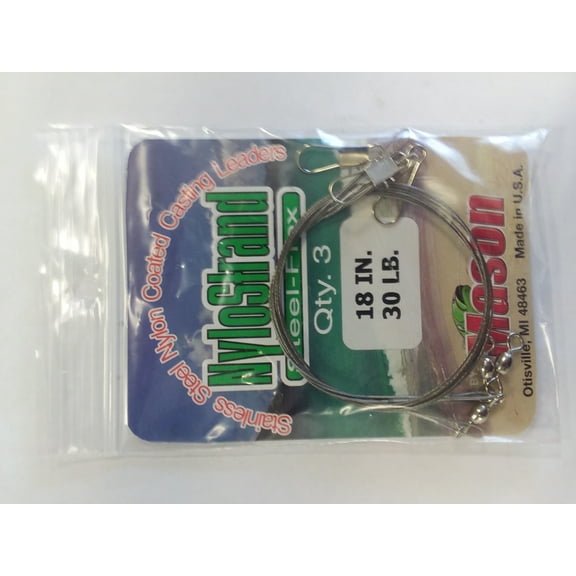 Stainless Steel Nylon Coated Casting Leaders
NyloStrand
Steel-Flex
Qty. 3
18 IN.
30 LB.
By
Mason
Otisville, MI 48463 Made in U.S.A.